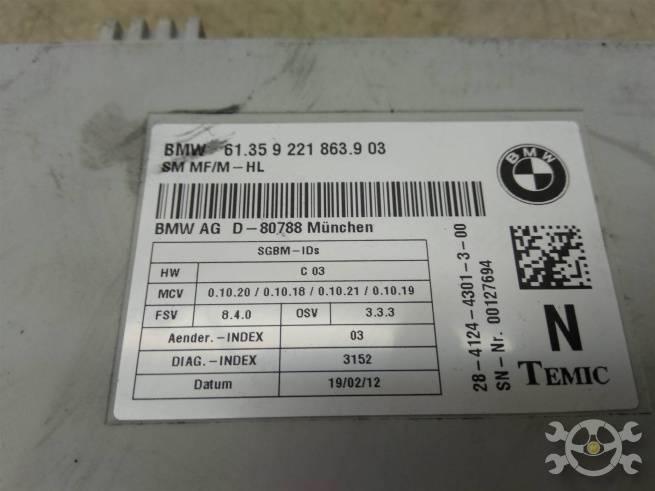 BMW 61.35 9 221 863.9 03
SM MF/M-HL
BMW
BMW AG D-80788 München
SGBM-IDs
HW C 03
MCV 0.10.20 / 0.10.18 / 0.10.21 / 0.10.19
FSV 8.4.0 OSV 3.3.3
Aender.-INDEX 03
DIAG.-INDEX 3152
Datum 19/02/12
28-4124-4301-3-00
SN-Nr. 00127694
N
TEMIC